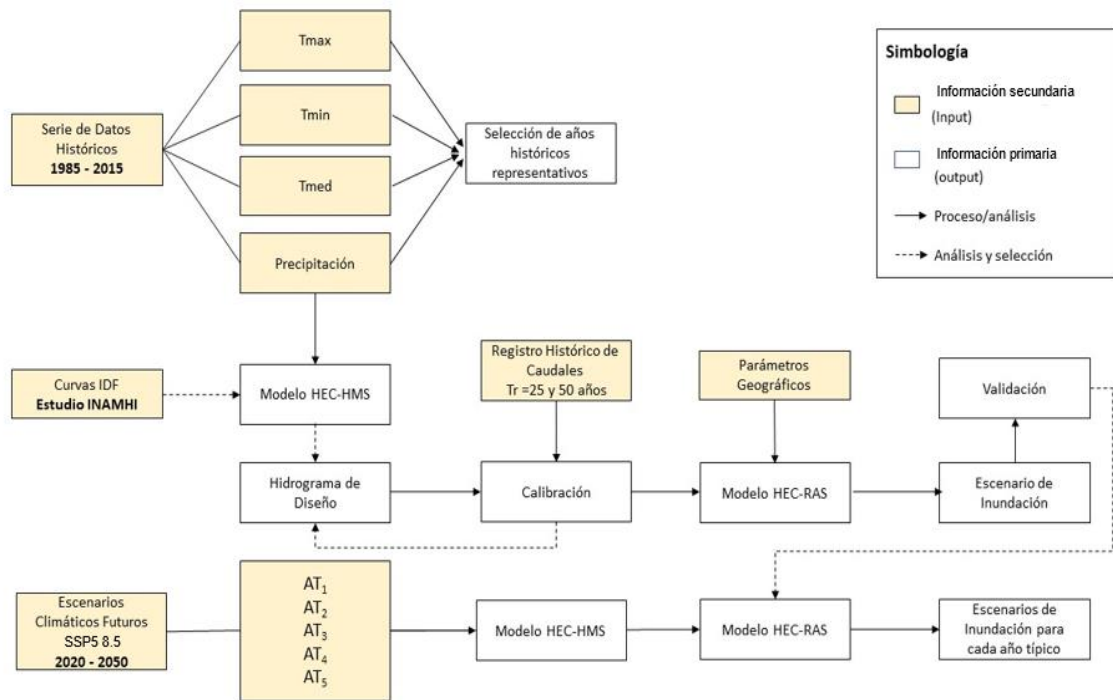 Tmax
Tmin
Tmed
Precipitación
Serie de Datos
Históricos
1985 - 2015
Selección de años
históricos
representativos
Simbología
Información secundaria
(Input)
Información primaria
(output)
Proceso/análisis
Análisis y selección
Curvas IDF
Estudio INAMHI
Modelo HEC-HMS
Registro Histórico de
Caudales
Tr =25 y 50 años
Parámetros
Geográficos
Validación
Hidrograma de
Diseño
Calibración
Modelo HEC-RAS
Escenario de
Inundación
Escenarios
Climáticos Futuros
SSP5 8.5
2020 - 2050
AT₁
AT₂
AT₃
AT₄
AT₅
Modelo HEC-HMS
Modelo HEC-RAS
Escenarios de
Inundación para
cada año típico